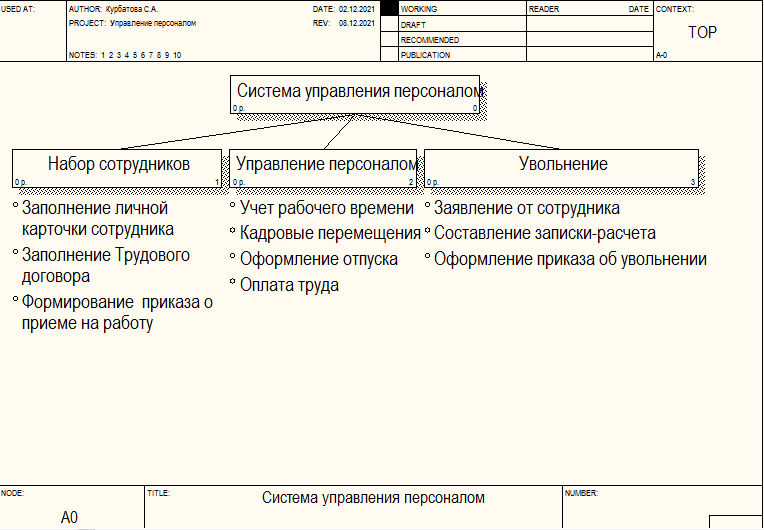 USED AT:
AUTHOR: Курбатова С.А.
DATE: 02.12.2021
WORKING
READER
DATE
CONTEXT:
PROJECT: Управление персоналом
REV: 08.12.2021
DRAFT
TOP
RECOMMENDED
NOTES: 1 2 3 4 5 6 7 8 9 10
PUBLICATION
A-0
Система управления персоналом
0 р.
0
Набор сотрудников
0 р.
1
Управление персоналом
0 р.
2
Увольнение
0 р.
3
Заполнение личной
карточки сотрудника
Заполнение Трудового
договора
Формирование приказа о
приеме на работу
Учет рабочего времени
Кадровые перемещения
Оформление отпуска
Оплата труда
Заявление от сотрудника
Составление записки-расчета
Оформление приказа об увольнении
NODE:
A0
TITLE:
Система управления персоналом
NUMBER: